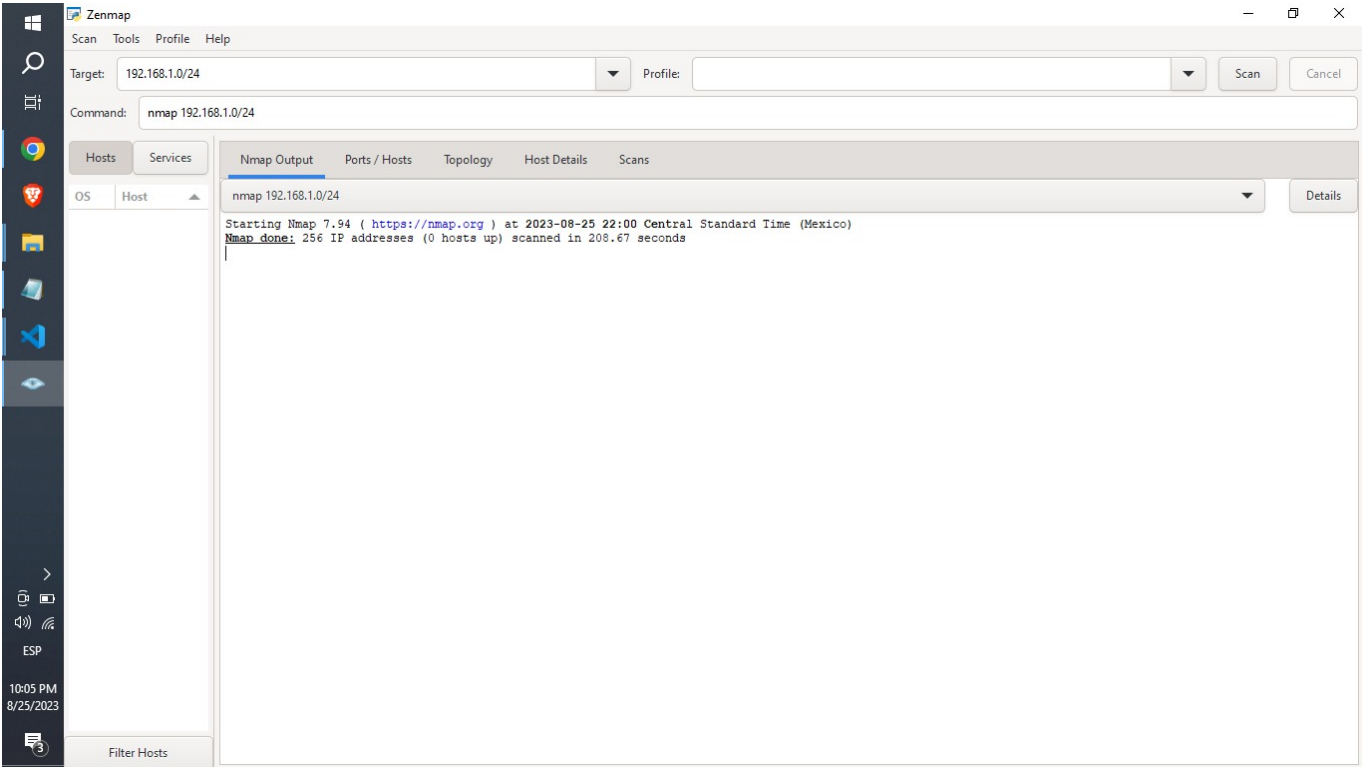 Zenmap
Scan Tools Profile Help
Target: 192.168.1.0/24 Profile: Scan Cancel
Command: nmap 192.168.1.0/24
Hosts Services Nmap Output Ports / Hosts Topology Host Details Scans
OS Host nmap 192.168.1.0/24 Details
Starting Nmap 7.94 ( https://nmap.org ) at 2023-08-25 22:00 Central Standard Time (Mexico)
Nmap done: 256 IP addresses (0 hosts up) scanned in 208.67 seconds
ESP
10:05 PM
8/25/2023
3
Filter Hosts